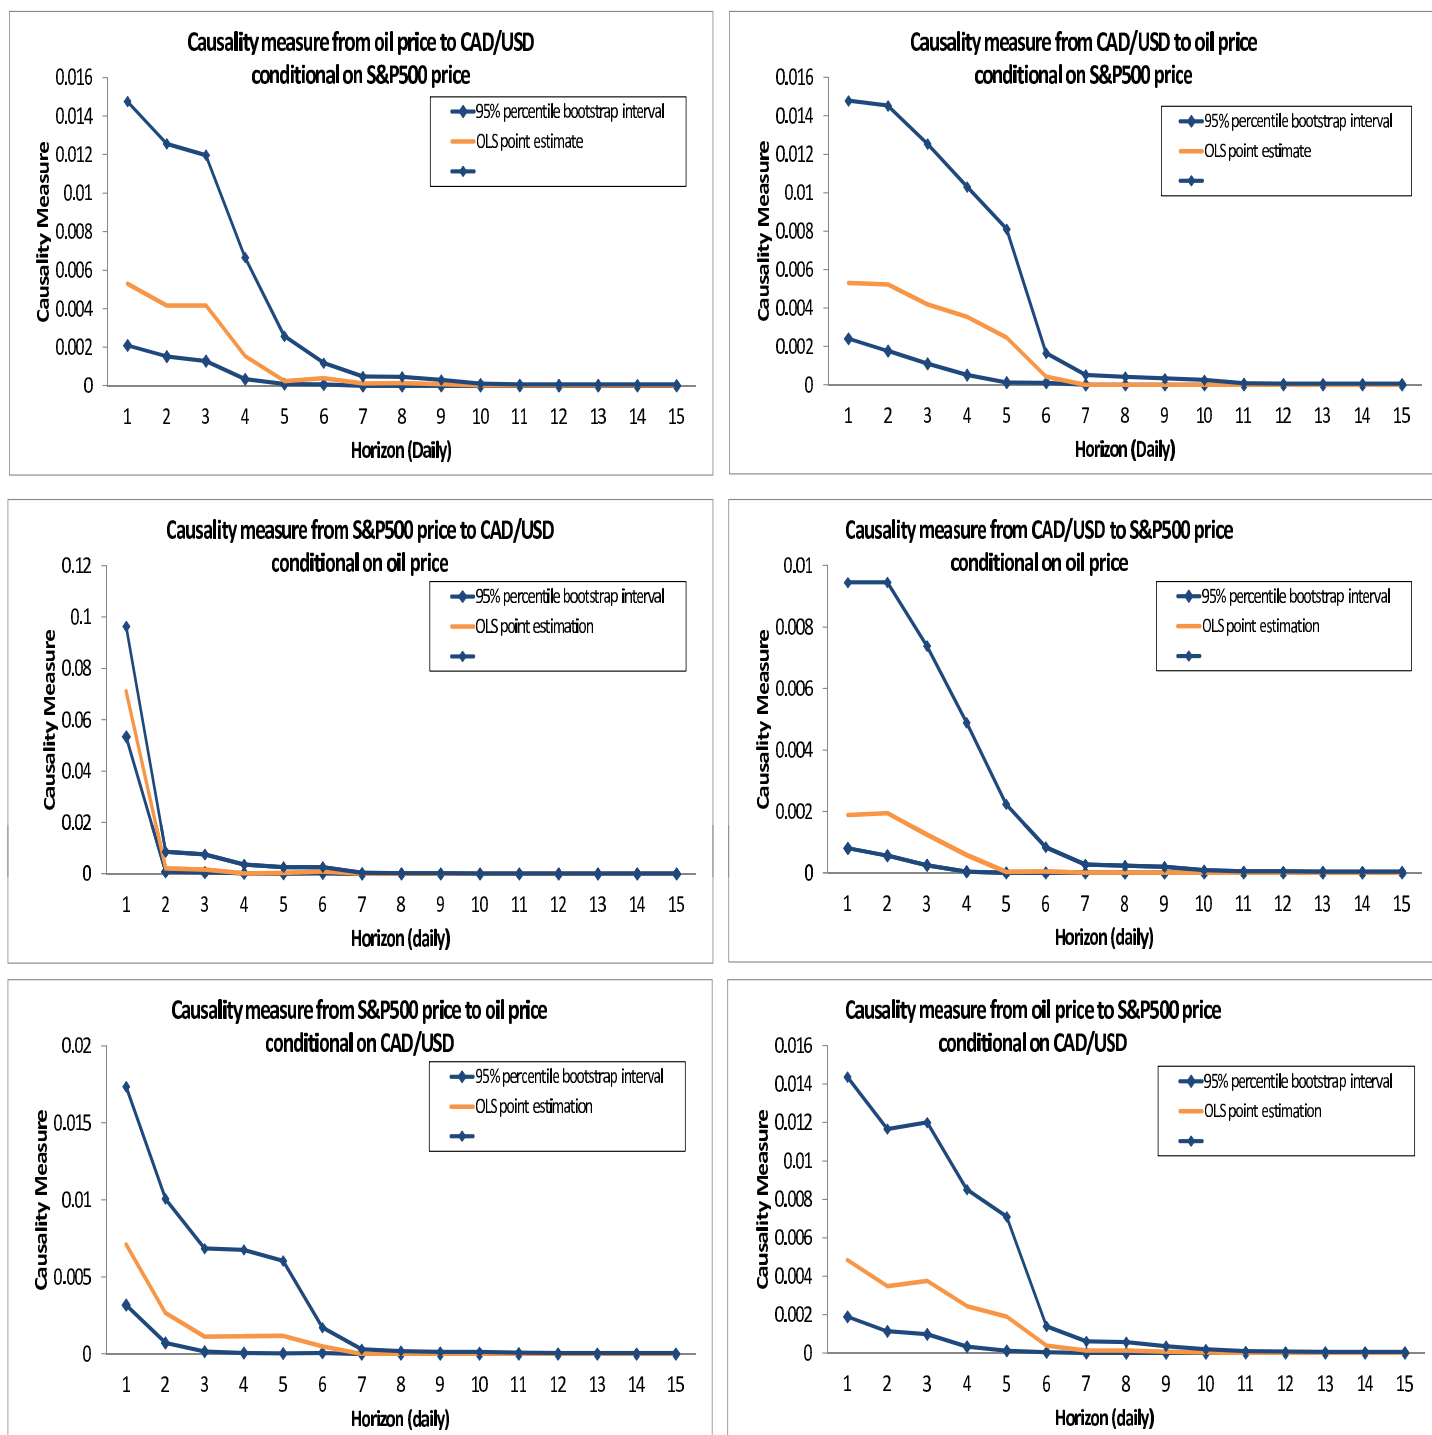 Causality measure from oil price to CAD/USD
conditional on S&P500 price
0.016
0.014
0.012
0.01
0.008
0.006
0.004
0.002
0
Causality Measure
95% percentile bootstrap interval
OLS point estimate
1 2 3 4 5 6 7 8 9 10 11 12 13 14 15
Horizon (Daily)
Causality measure from CAD/USD to oil price
conditional on S&P500 price
0.016
0.014
0.012
0.01
0.008
0.006
0.004
0.002
0
Causality Measure
95% percentile bootstrap interval
OLS point estimate
1 2 3 4 5 6 7 8 9 10 11 12 13 14 15
Horizon (Daily)
Causality measure from S&P500 price to CAD/USD
conditional on oil price
0.12
0.1
0.08
0.06
0.04
0.02
0
Causality Measure
95% percentile bootstrap interval
OLS point estimation
1 2 3 4 5 6 7 8 9 10 11 12 13 14 15
Horizon (daily)
Causality measure from CAD/USD to S&P500 price
conditional on oil price
0.01
0.008
0.006
0.004
0.002
0
Causality Measure
95% percentile bootstrap interval
OLS point estimation
1 2 3 4 5 6 7 8 9 10 11 12 13 14 15
Horizon (daily)
Causality measure from S&P500 price to oil price
conditional on CAD/USD
0.02
0.015
0.01
0.005
0
Causality Measure
95% percentile bootstrap interval
OLS point estimation
1 2 3 4 5 6 7 8 9 10 11 12 13 14 15
Horizon (daily)
Causality measure from oil price to S&P500 price
conditional on CAD/USD
0.016
0.014
0.012
0.01
0.008
0.006
0.004
0.002
0
Causality Measure
95% percentile bootstrap interval
OLS point estimation
1 2 3 4 5 6 7 8 9 10 11 12 13 14 15
Horizon (daily)